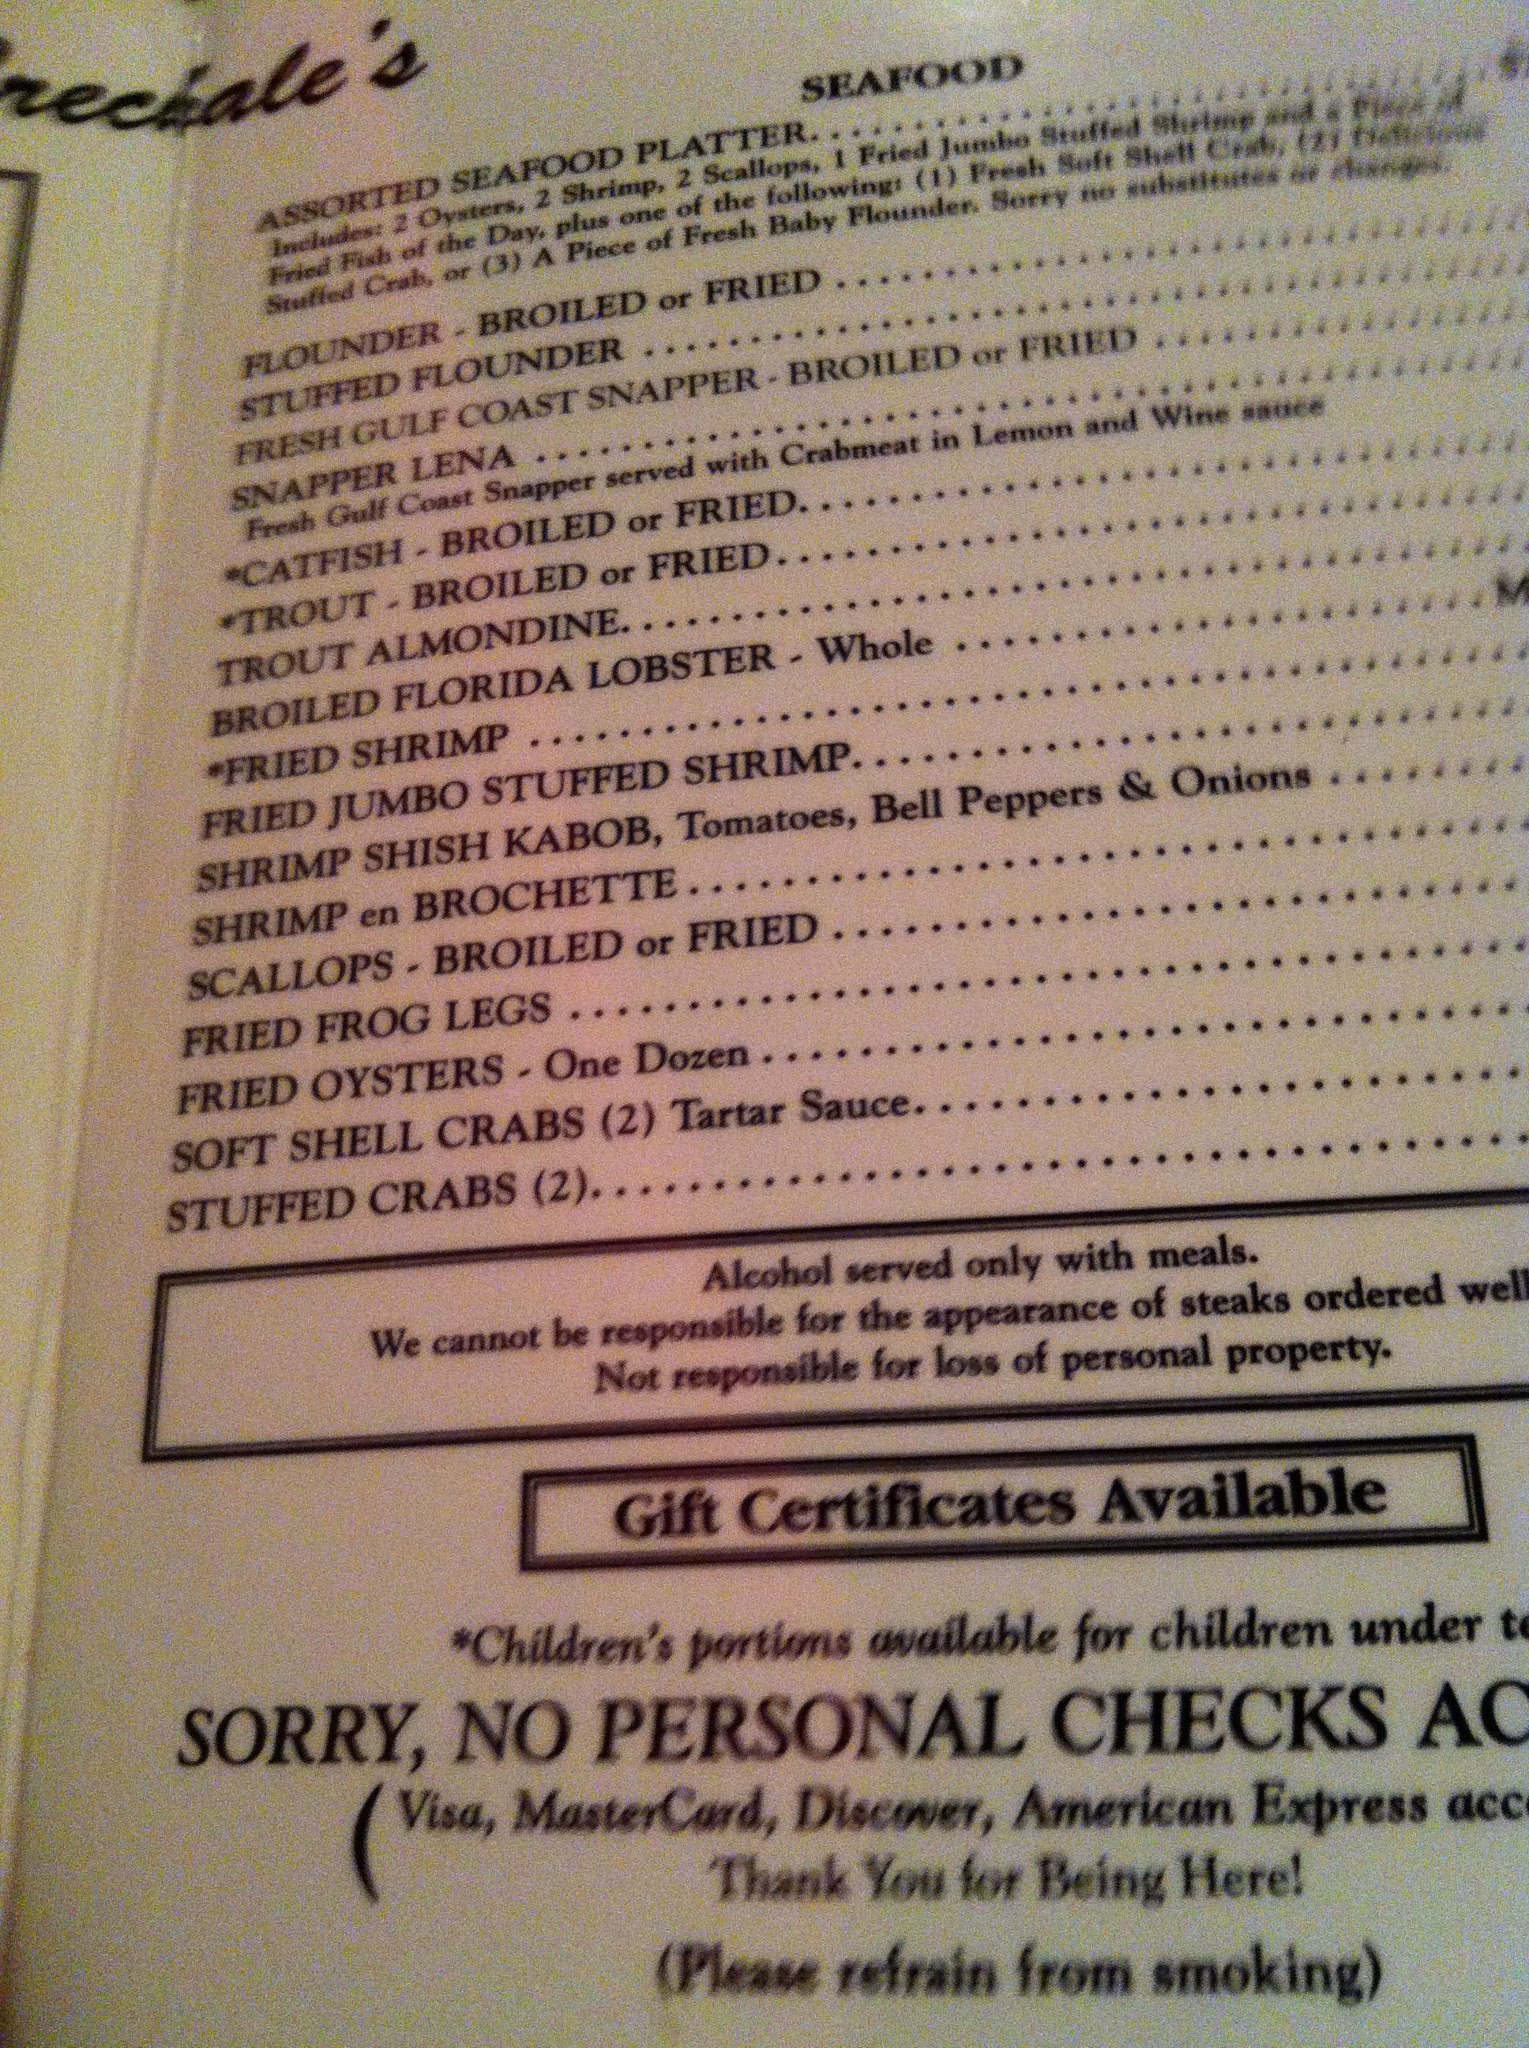 SEAFOOD
ASSORTED SEAFOOD PLATTER
Includes: 2 Oysters, 2 Shrimp, 2 Scallops, 1 Fried Jumbo Stuffed Shrimp and a Piece of
Fried Fish of the Day, plus one of the following: (1) Fresh Soft Shell Crab, (2) Delicious
Stuffed Crab, or (3) A Piece of Fresh Baby Flounder. Sorry no substitutes or changes.
FLOUNDER - BROILED or FRIED
STUFFED FLOUNDER
FRESH GULF COAST SNAPPER - BROILED or FRIED
SNAPPER LENA
Fresh Gulf Coast Snapper served with Crabmeat in Lemon and Wine sauce
*CATFISH - BROILED or FRIED
*TROUT - BROILED or FRIED
TROUT ALMONDINE
BROILED FLORIDA LOBSTER - Whole
*FRIED SHRIMP
FRIED JUMBO STUFFED SHRIMP
SHRIMP SHISH KABOB, Tomatoes, Bell Peppers & Onions
SHRIMP en BROCHETTE
SCALLOPS - BROILED or FRIED
FRIED FROG LEGS
FRIED OYSTERS - One Dozen
SOFT SHELL CRABS (2) Tartar Sauce
STUFFED CRABS (2)
Alcohol served only with meals.
We cannot be responsible for the appearance of steaks ordered well
Not responsible for loss of personal property.
Gift Certificates Available
*Children's portions available for children under
SORRY, NO PERSONAL CHECKS AC
(Visa, MasterCard, Discover, American Express acc
Thank You for Being Here!
(Please refrain from smoking)